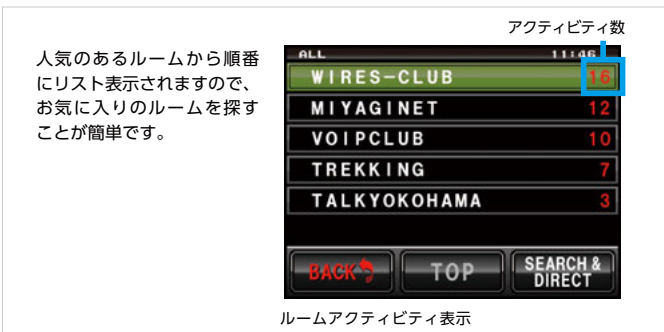 アクティビティ数
人気のあるルームから順番
にリスト表示されますので、
お気に入りのルームを探す
ことが簡単です。
ALL 11:46
WIRES-CLUB 16
MIYAGINET 12
VOIPCLUB 10
TREKKING 7
TALKYOKOHAMA 3
BACK TOP SEARCH &
DIRECT
ルームアクティビティ表示